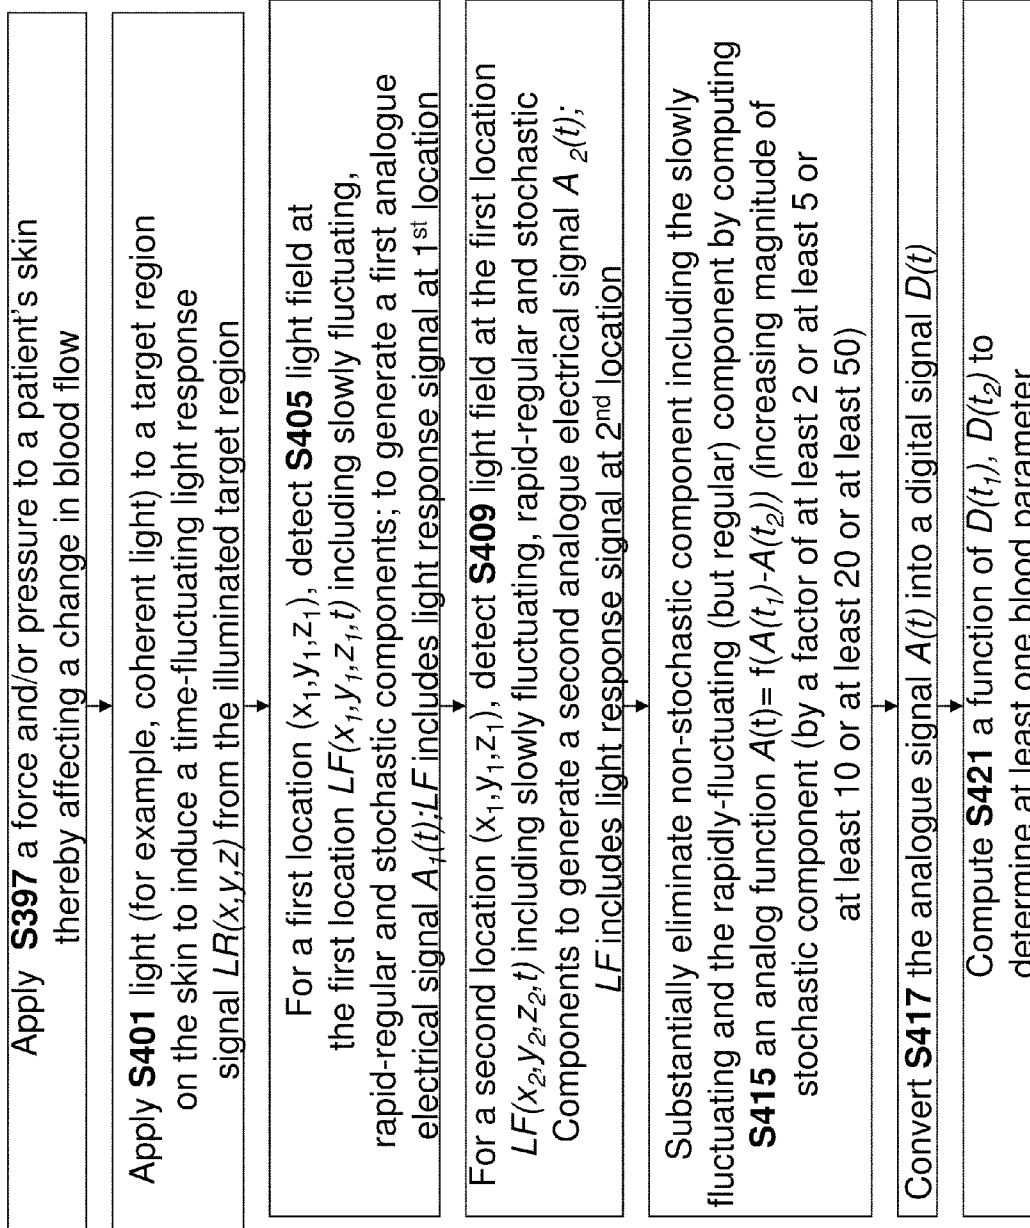 Apply S397 a force and/or pressure to a patient's skin
thereby affecting a change in blood flow
Apply S401 light (for example, coherent light) to a target region
on the skin to induce a time-fluctuating light response
signal LR(x,y,z) from the illuminated target region
For a first location (x₁,y₁,z₁), detect S405 light field at
the first location LF(x₁,y₁,z₁,t) including slowly fluctuating,
rapid-regular and stochastic components; to generate a first analogue
electrical signal A₁(t);LF includes light response signal at 1st location
For a second location (x₁,y₁,z₁), detect S409 light field at the first location
LF(x₂,y₂,z₂,t) including slowly fluctuating, rapid-regular and stochastic
Components to generate a second analogue electrical signal A ₂(t);
LF includes light response signal at 2nd location
Substantially eliminate non-stochastic component including the slowly
fluctuating and the rapidly-fluctuating (but regular) component by computing
S415 an analog function A(t)= f(A(t₁)-A(t₂)) (increasing magnitude of
stochastic component (by a factor of at least 2 or at least 5 or
at least 10 or at least 20 or at least 50)
Convert S417 the analogue signal A(t) into a digital signal D(t)
Compute S421 a function of D(t₁), D(t₂) to
determine at least one blood parameter